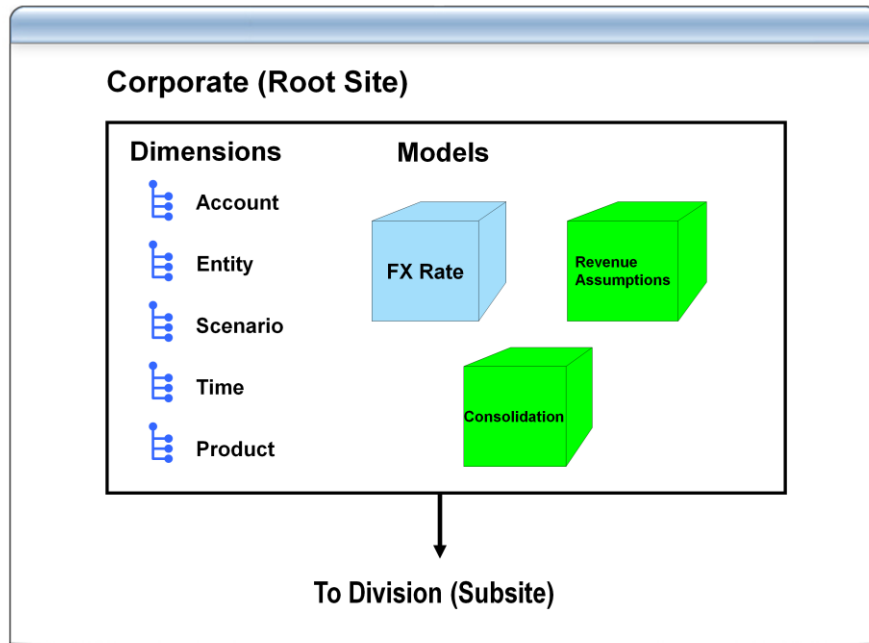 Corporate (Root Site)
Dimensions
Models
Account
Entity
Scenario
Time
Product
FX Rate
Revenue
Assumptions
Consolidation
To Division (Subsite)